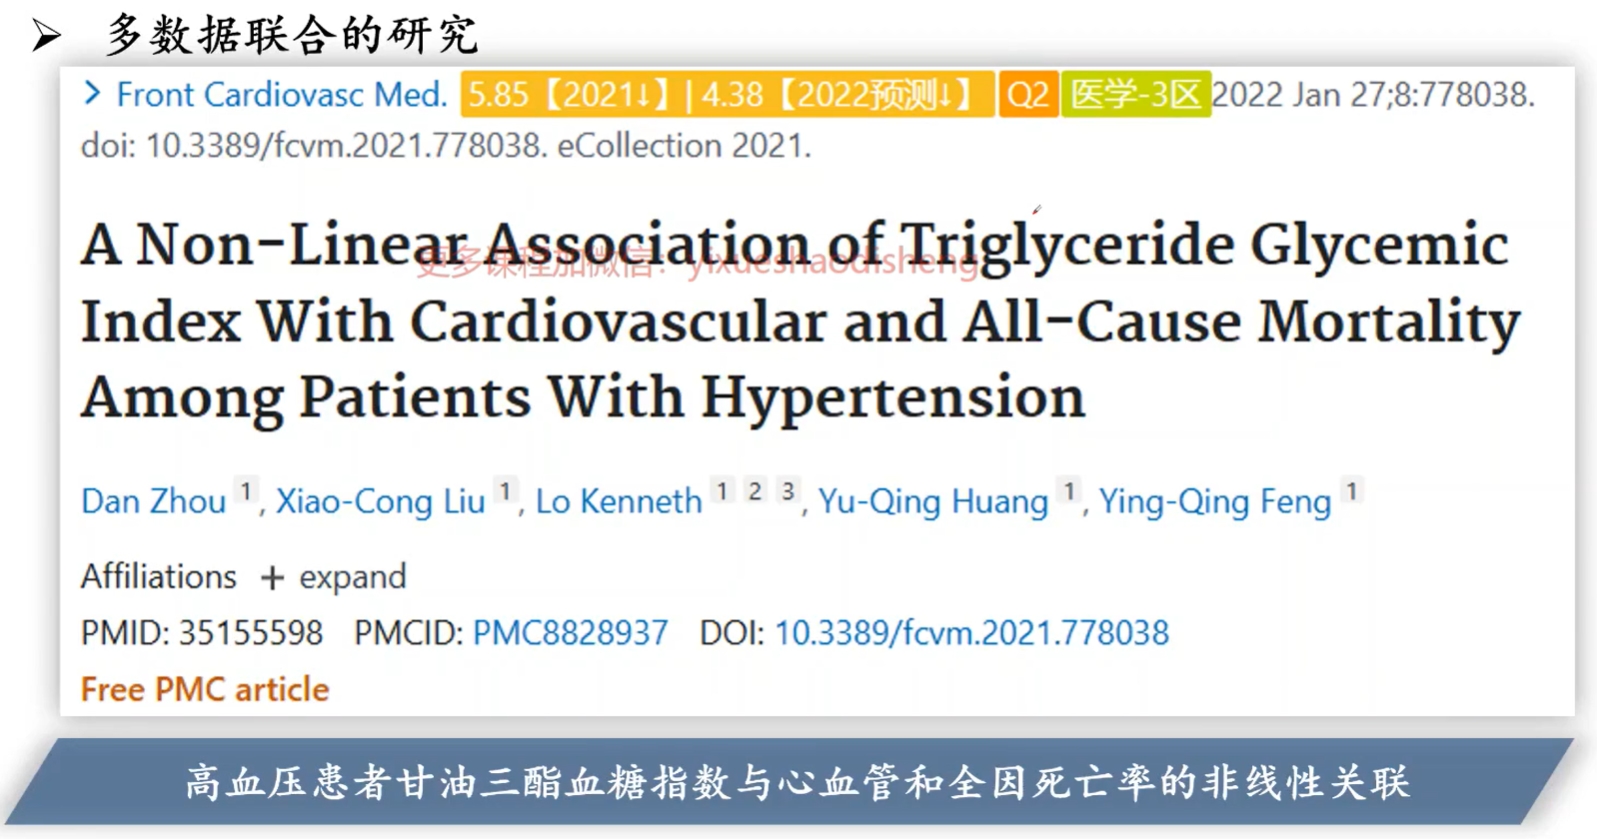 ➢ 多数据联合的研究
> Front Cardiovasc Med. 5.85【2021↓】| 4.38【2022预测↓】 Q2 医学-3区 2022 Jan 27;8:778038.
doi: 10.3389/fcvm.2021.778038. eCollection 2021.
A Non-Linear Association of Triglyceride Glycemic
更多课程加微信：yixueshaodisheng
Index With Cardiovascular and All-Cause Mortality
Among Patients With Hypertension
Dan Zhou 1, Xiao-Cong Liu 1, Lo Kenneth 1 2 3, Yu-Qing Huang 1, Ying-Qing Feng 1
Affiliations + expand
PMID: 35155598 PMCID: PMC8828937 DOI: 10.3389/fcvm.2021.778038
Free PMC article
高血压患者甘油三酯血糖指数与心血管和全因死亡率的非线性关联